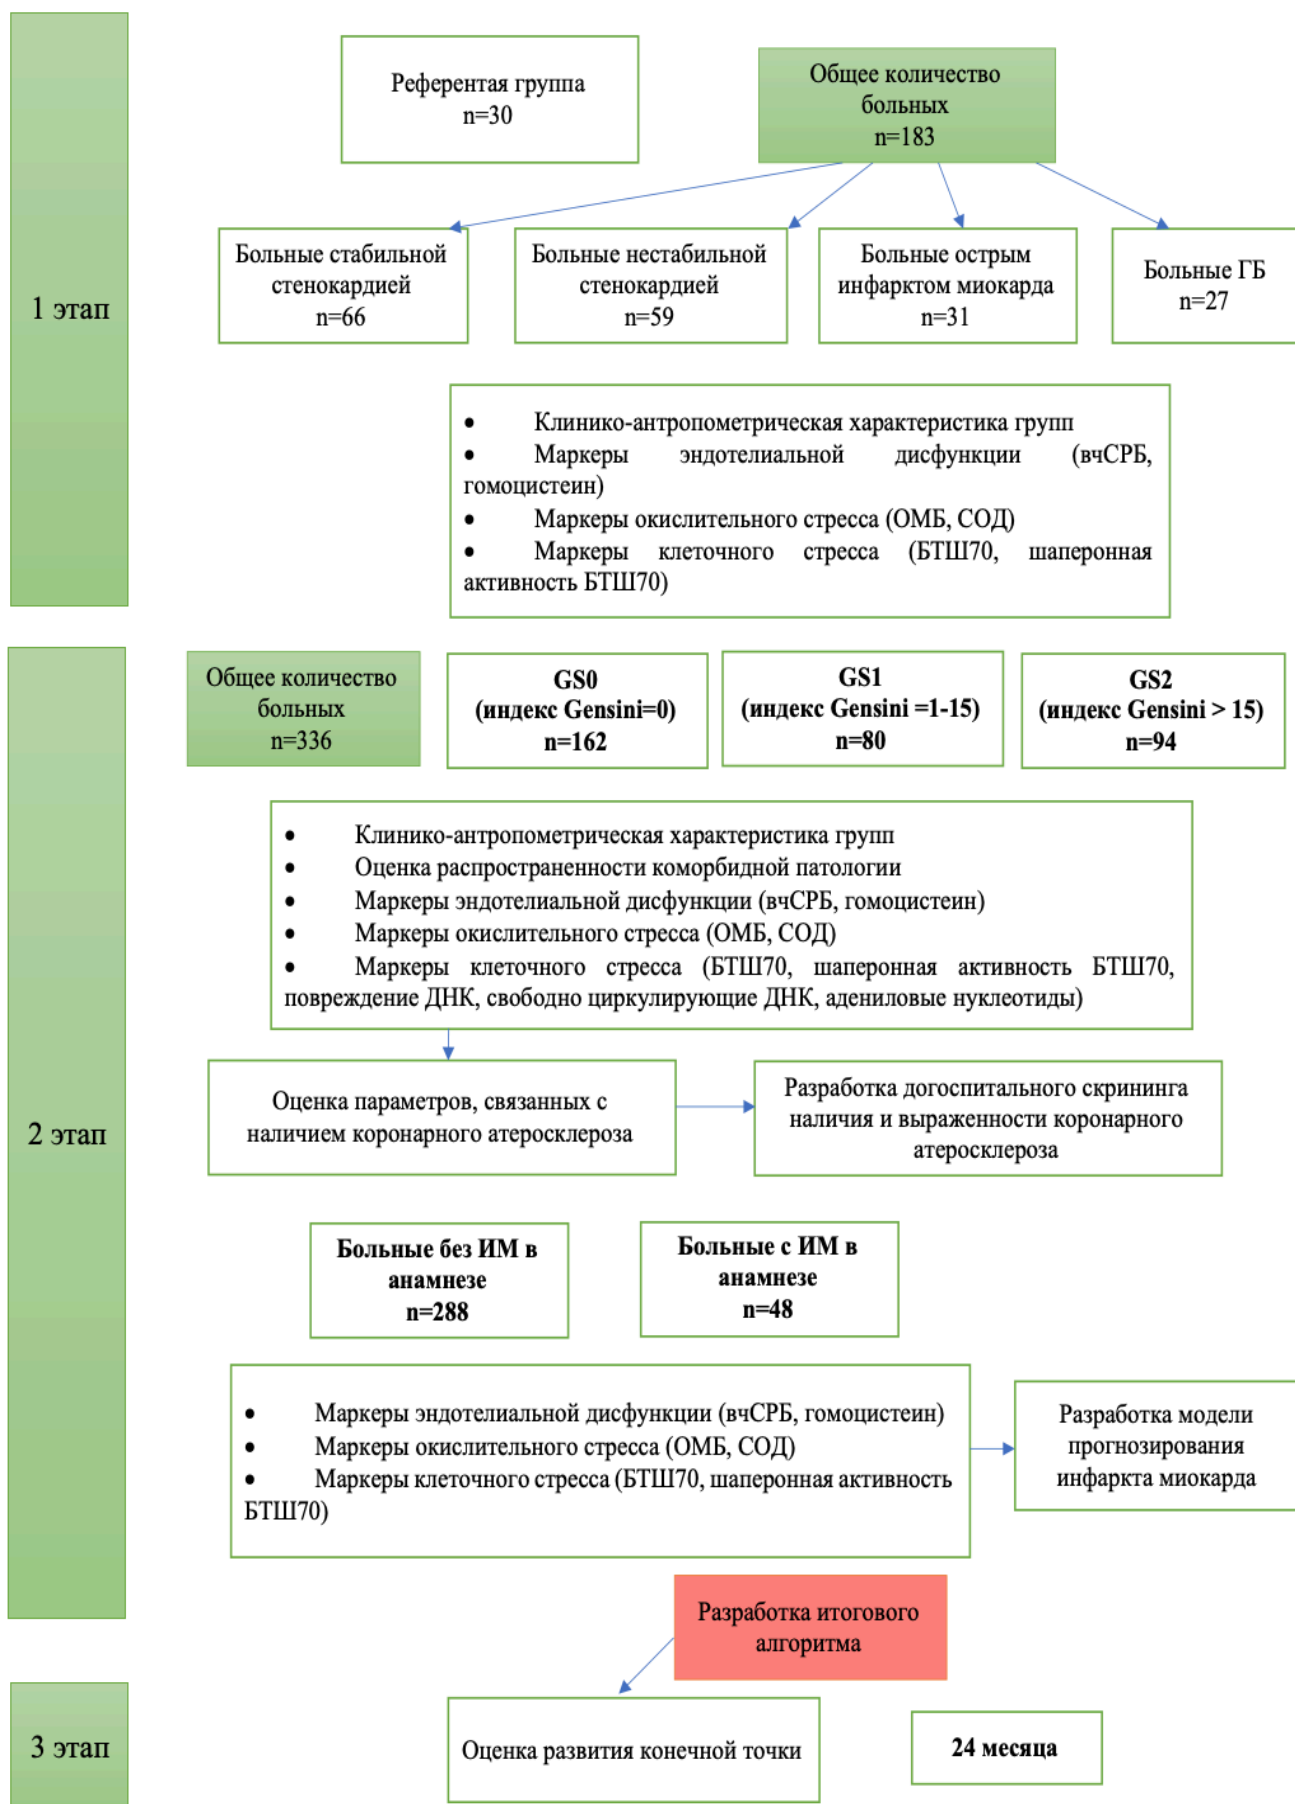 1 этап
Референтая группа
n=30
Общее количество
больных
n=183
Больные стабильной
стенокардией
n=66
Больные нестабильной
стенокардией
n=59
Больные острым
инфарктом миокарда
n=31
Больные ГБ
n=27
• Клинико-антропометрическая характеристика групп
• Маркеры эндотелиальной дисфункции (вчСРБ,
гомоцистеин)
• Маркеры окислительного стресса (ОМБ, СОД)
• Маркеры клеточного стресса (БТШ70, шаперонная
активность БТШ70)
2 этап
Общее количество
больных
n=336
GS0
(индекс Gensini=0)
n=162
GS1
(индекс Gensini =1-15)
n=80
GS2
(индекс Gensini > 15)
n=94
• Клинико-антропометрическая характеристика групп
• Оценка распространенности коморбидной патологии
• Маркеры эндотелиальной дисфункции (вчСРБ, гомоцистеин)
• Маркеры окислительного стресса (ОМБ, СОД)
• Маркеры клеточного стресса (БТШ70, шаперонная активность БТШ70,
повреждение ДНК, свободно циркулирующие ДНК, адениловые нуклеотиды)
Оценка параметров, связанных с
наличием коронарного атеросклероза
Разработка догоспитального скрининга
наличия и выраженности коронарного
атеросклероза
Больные без ИМ в
анамнезе
n=288
Больные с ИМ в
анамнезе
n=48
• Маркеры эндотелиальной дисфункции (вчСРБ, гомоцистеин)
• Маркеры окислительного стресса (ОМБ, СОД)
• Маркеры клеточного стресса (БТШ70, шаперонная активность
БТШ70)
Разработка модели
прогнозирования
инфаркта миокарда
Разработка итогового
алгоритма
3 этап
Оценка развития конечной точки
24 месяца